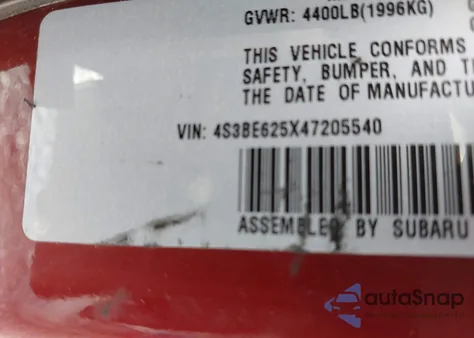 GVWR: 4400LB(1996KG)
THIS VEHICLE CONFORMS
SAFETY, BUMPER, AND
THE DATE OF MANUFACTU
VIN: 4S3BE625X47205540
ASSEMBLED BY SUBARU
autoSnap